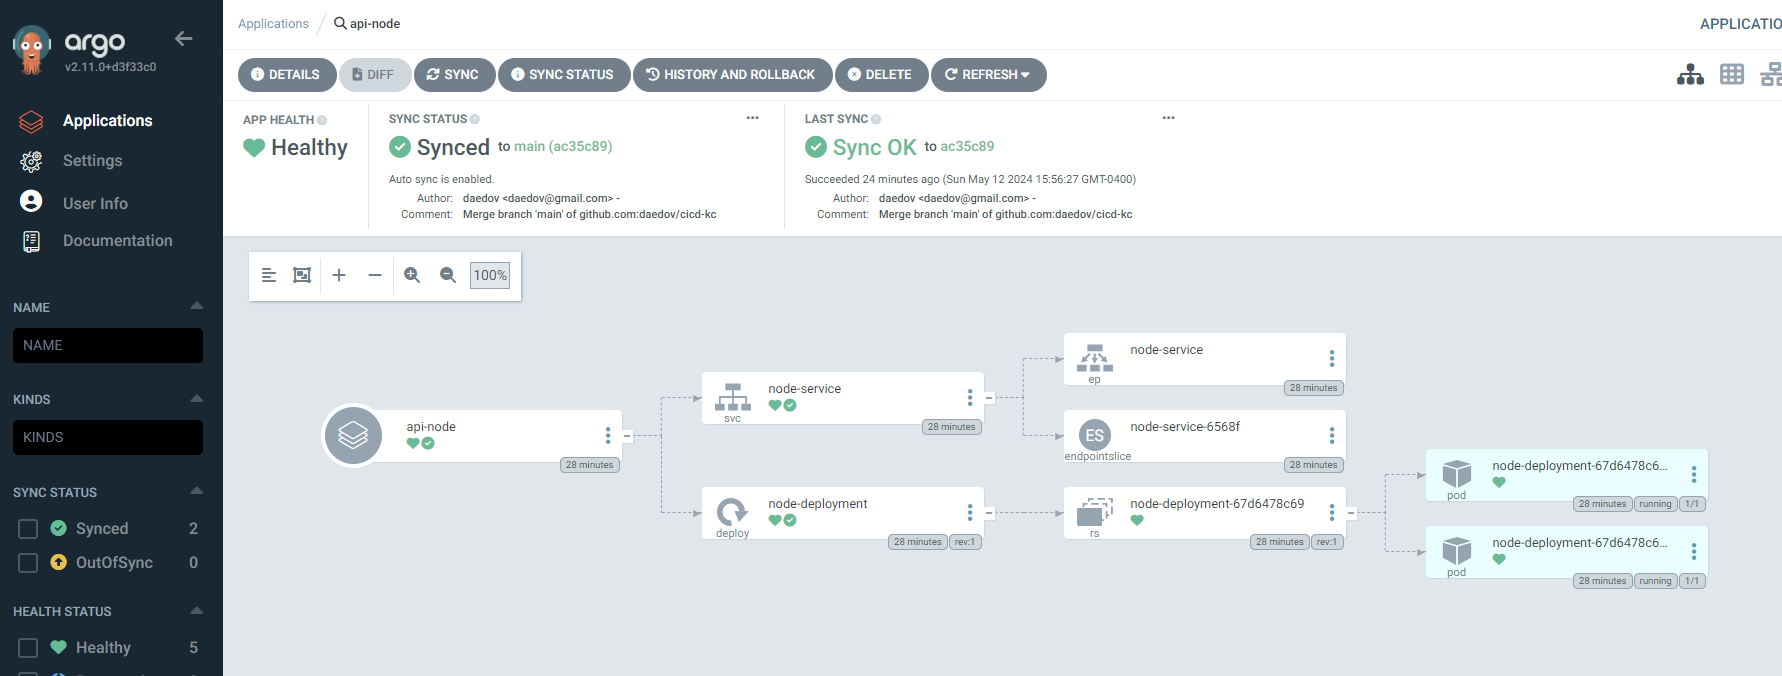 argo
v2.11.0+d3f33c0
Applications
Settings
User Info
Documentation
NAME
NAME
KINDS
KINDS
SYNC STATUS
Synced 2
OutOfSync 0
HEALTH STATUS
Healthy 5
Applications / api-node
APPLICATIO
DETAILS DIFF SYNC SYNC STATUS HISTORY AND ROLLBACK DELETE REFRESH
APP HEALTH
Healthy
SYNC STATUS
Synced to main (ac35c89)
Auto sync is enabled.
Author: daedov <daedov@gmail.com> -
Comment: Merge branch 'main' of github.com:daedov/cicd-kc
LAST SYNC
Sync OK to ac35c89
Succeeded 24 minutes ago (Sun May 12 2024 15:56:27 GMT-0400)
Author: daedov <daedov@gmail.com> -
Comment: Merge branch 'main' of github.com:daedov/cicd-kc
100%
api-node
28 minutes
node-service
svc
28 minutes
node-deployment
deploy
28 minutes rev:1
node-service
ep
28 minutes
ES
node-service-6568f
endpointslice
28 minutes
node-deployment-67d6478c69
rs
28 minutes rev:1
node-deployment-67d6478c6...
pod
28 minutes running 1/1
node-deployment-67d6478c6...
pod
28 minutes running 1/1